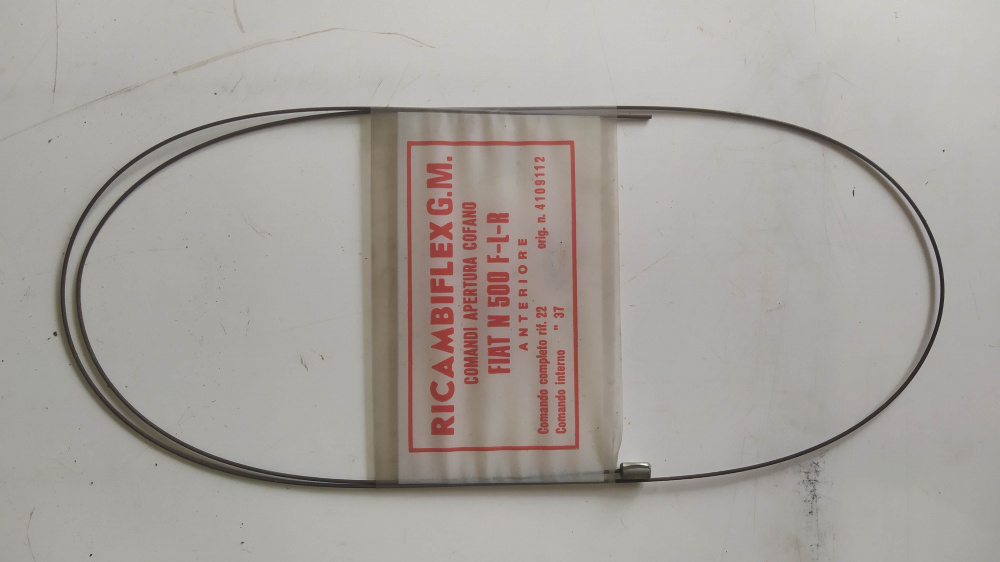 RICAMBIFLEX G.M.
COMANDI APERTURA COFANO
FIAT N 500 F-L-R
ANTERIORE
Comando completo rif. 22 orig. n. 4109112
Comando interno " 37